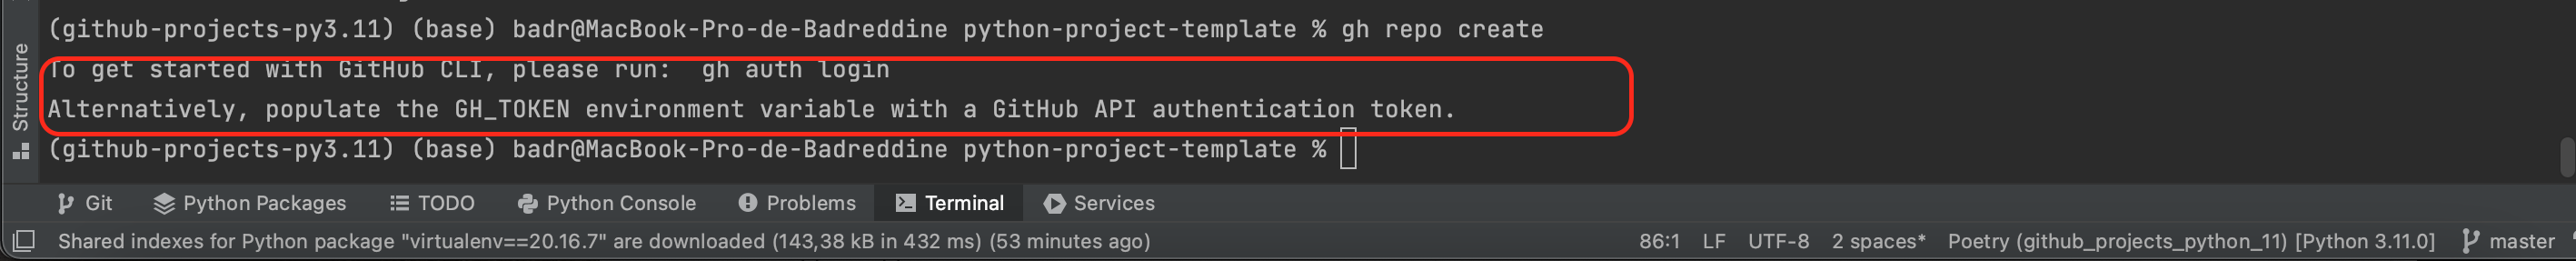 (github-projects-py3.11) (base) badr@MacBook-Pro-de-Badreddine python-project-template % gh repo create
To get started with GitHub CLI, please run:  gh auth login
Alternatively, populate the GH_TOKEN environment variable with a GitHub API authentication token.
(github-projects-py3.11) (base) badr@MacBook-Pro-de-Badreddine python-project-template %
Structure
Git Python Packages TODO Python Console Problems Terminal Services
Shared indexes for Python package "virtualenv==20.16.7" are downloaded (143,38 kB in 432 ms) (53 minutes ago) 86:1 LF UTF-8 2 spaces* Poetry (github_projects_python_11) [Python 3.11.0] master